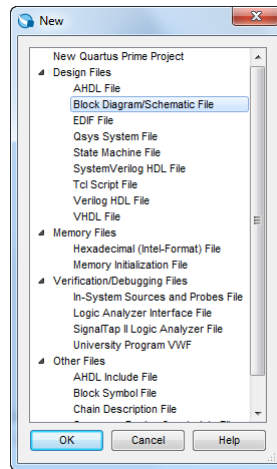 New
New Quartus Prime Project
Design Files
AHDL File
Block Diagram/Schematic File
EDIF File
Qsys System File
State Machine File
SystemVerilog HDL File
Tcl Script File
Verilog HDL File
VHDL File
Memory Files
Hexadecimal (Intel-Format) File
Memory Initialization File
Verification/Debugging Files
In-System Sources and Probes File
Logic Analyzer Interface File
SignalTap II Logic Analyzer File
University Program VWF
Other Files
AHDL Include File
Block Symbol File
Chain Description File
OK Cancel Help